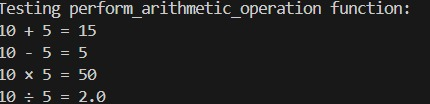 Testing perform_arithmetic_operation function:
10 + 5 = 15
10 - 5 = 5
10 × 5 = 50
10 ÷ 5 = 2.0